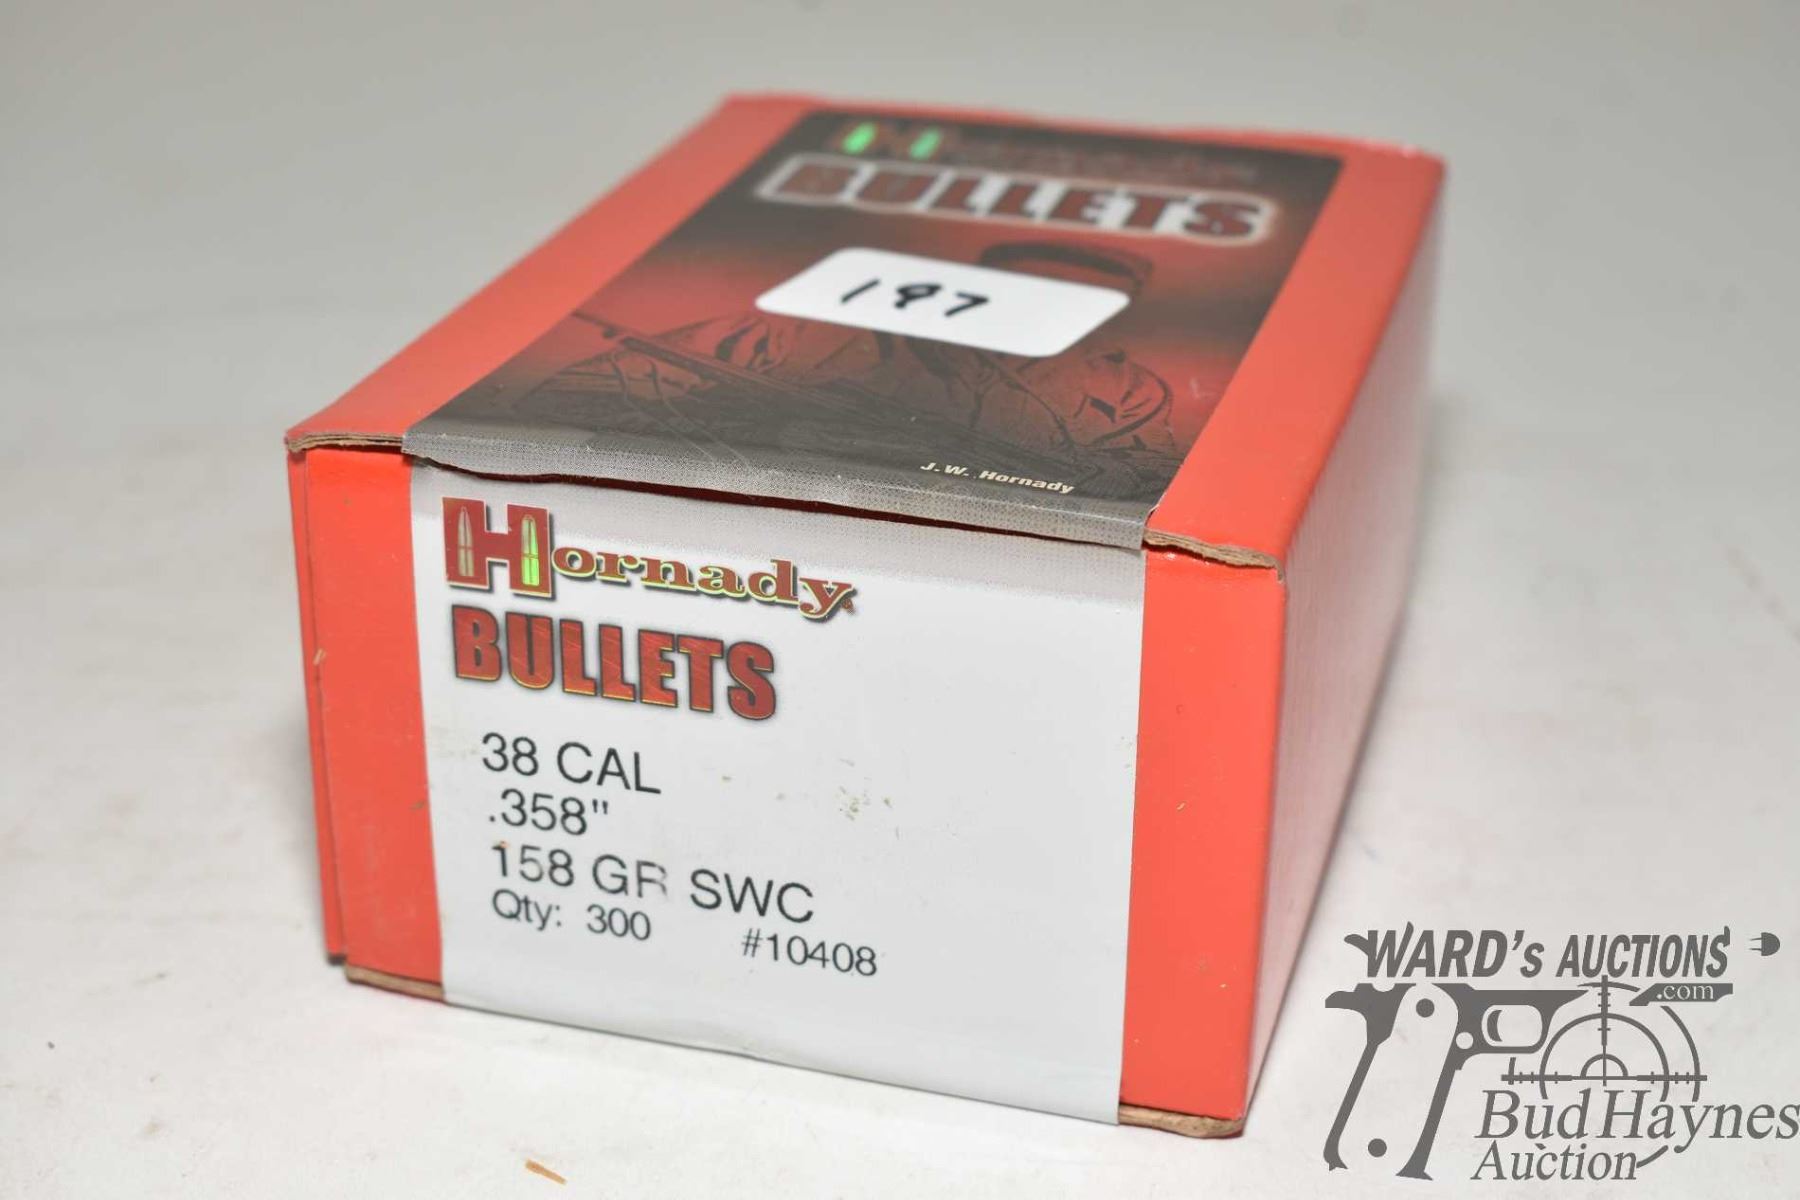 Hornady
BULLETS
197
J.W. Hornady
Hornady
BULLETS
38 CAL
.358"
158 GR SWC
Qty: 300 #10408
WARD's AUCTIONS
.com
Bud Haynes
Auction